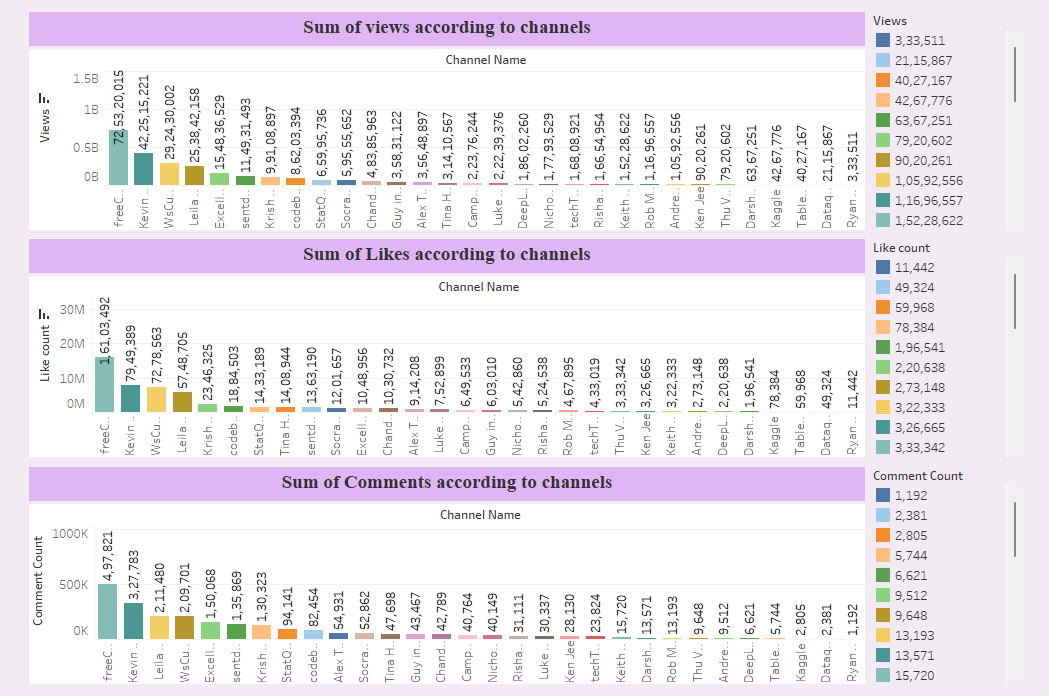 Sum of views according to channels
Channel Name
Views
1.5B
1B
0.5B
0B
72,53,20,015
42,25,15,221
29,24,30,002
25,38,42,158
15,48,36,529
11,49,31,493
9,91,08,897
8,62,03,394
6,59,95,736
5,95,55,652
4,83,85,963
3,58,31,122
3,56,48,897
3,14,10,567
2,23,76,244
2,22,39,376
1,86,02,260
1,77,93,529
1,68,08,921
1,66,54,954
1,52,28,622
1,16,96,557
1,05,92,556
90,20,261
79,20,602
63,67,251
42,67,776
40,27,167
21,15,867
3,33,511
freeC..
Kevin ..
WsCu..
Leila ..
Excell..
sentd..
Krish ..
codeb..
StatQ..
Socra..
Chand..
Guy in..
Alex T..
Tina H..
Camp..
Luke ..
DeepL..
Nicho..
techT..
Risha..
Keith ..
Rob M..
Andre..
Ken Jee
Thu V..
Darsh..
Kaggle
Table..
Dataq..
Ryan..
Views
3,33,511
21,15,867
40,27,167
42,67,776
63,67,251
79,20,602
90,20,261
1,05,92,556
1,16,96,557
1,52,28,622
Sum of Likes according to channels
Channel Name
Like count
30M
20M
10M
0M
1,61,03,492
79,49,389
72,78,563
57,48,705
23,46,325
18,84,503
14,33,189
14,08,944
13,63,190
12,01,657
10,48,956
10,30,732
9,14,208
7,52,899
6,49,533
6,03,010
5,42,860
5,24,538
4,67,895
4,33,019
3,33,342
3,26,665
3,22,333
2,73,148
2,20,638
1,96,541
78,384
59,968
49,324
11,442
freeC..
Kevin ..
WsCu..
Leila ..
Krish ..
codeb..
StatQ..
Tina H..
sentd..
Socra..
Excell..
Chand..
Alex T..
Luke ..
Camp..
Guy in..
Nicho..
Risha..
Rob M..
techT..
Thu V..
Ken Jee
Keith ..
Andre..
DeepL..
Darsh..
Kaggle
Table..
Dataq..
Ryan ..
Like count
11,442
49,324
59,968
78,384
1,96,541
2,20,638
2,73,148
3,22,333
3,26,665
3,33,342
Sum of Comments according to channels
Channel Name
Comment Count
1000K
500K
0K
4,97,821
3,27,783
2,11,480
2,09,701
1,50,068
1,35,869
1,30,323
94,141
82,454
54,931
52,862
47,698
43,467
42,789
40,764
40,149
31,111
30,337
28,130
23,824
15,720
13,571
13,193
9,648
9,512
6,621
5,744
2,805
2,381
1,192
freeC..
Kevin ..
Leila ..
WsCu..
Excell..
sentd..
Krish ..
StatQ..
codeb..
Alex T..
Socra..
Tina H..
Guy in..
Chand..
Camp..
Nicho..
Risha..
Luke ..
Ken Jee
techT..
Keith ..
Darsh..
Rob M..
Thu V..
Andre..
DeepL..
Table..
Kaggle
Dataq..
Ryan ..
Comment Count
1,192
2,381
2,805
5,744
6,621
9,512
9,648
13,193
13,571
15,720